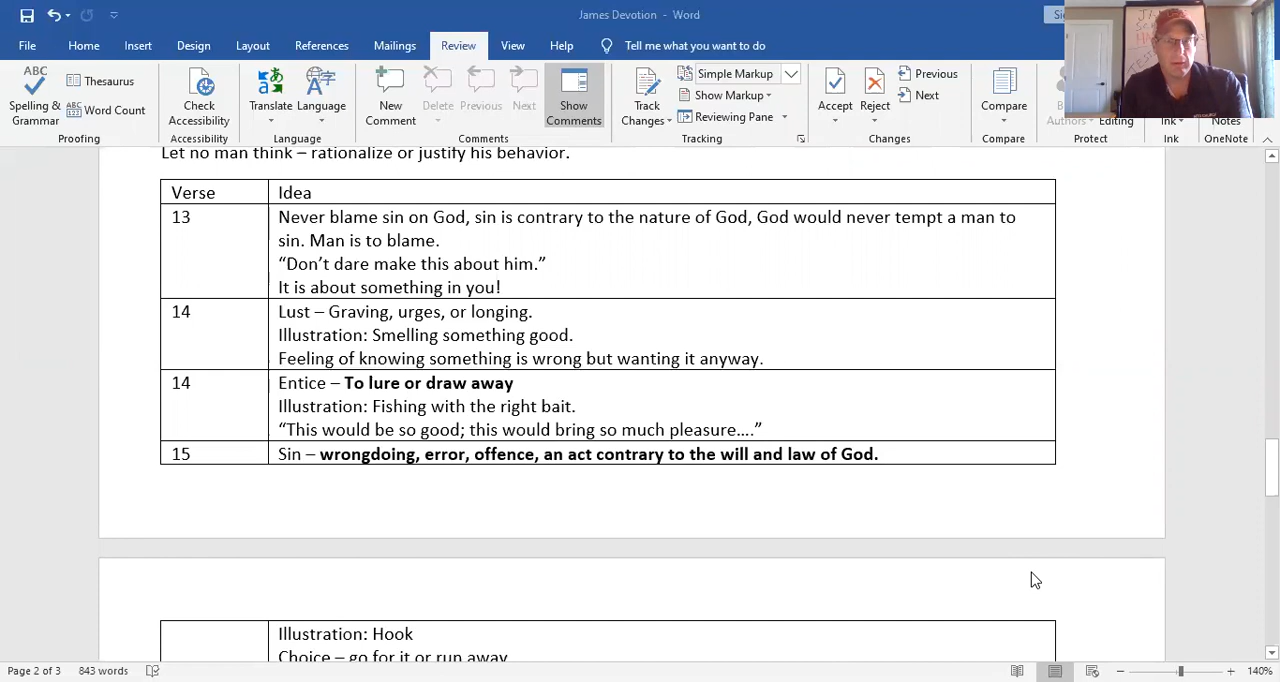 James Devotion - Word
File Home Insert Design Layout References Mailings Review View Help Tell me what you want to do
ABC
Spelling & Grammar
Thesaurus
ABC 123 Word Count
Proofing
Check Accessibility
Accessibility
Translate
Language
Language
New Comment
Delete
Previous
Next
Show Comments
Comments
Track Changes
Simple Markup
Show Markup
Reviewing Pane
Tracking
Accept
Reject
Previous
Next
Changes
Compare
Compare
Authors
Editing
Protect
Ink
Ink
Notes
OneNote
Let no man think – rationalize or justify his behavior.
Verse Idea
13 Never blame sin on God, sin is contrary to the nature of God, God would never tempt a man to
sin. Man is to blame.
“Don’t dare make this about him.”
It is about something in you!
14 Lust – Graving, urges, or longing.
Illustration: Smelling something good.
Feeling of knowing something is wrong but wanting it anyway.
14 Entice – To lure or draw away
Illustration: Fishing with the right bait.
“This would be so good; this would bring so much pleasure….”
15 Sin – wrongdoing, error, offence, an act contrary to the will and law of God.
Illustration: Hook
Choice – go for it or run away
Page 2 of 3 843 words 140%